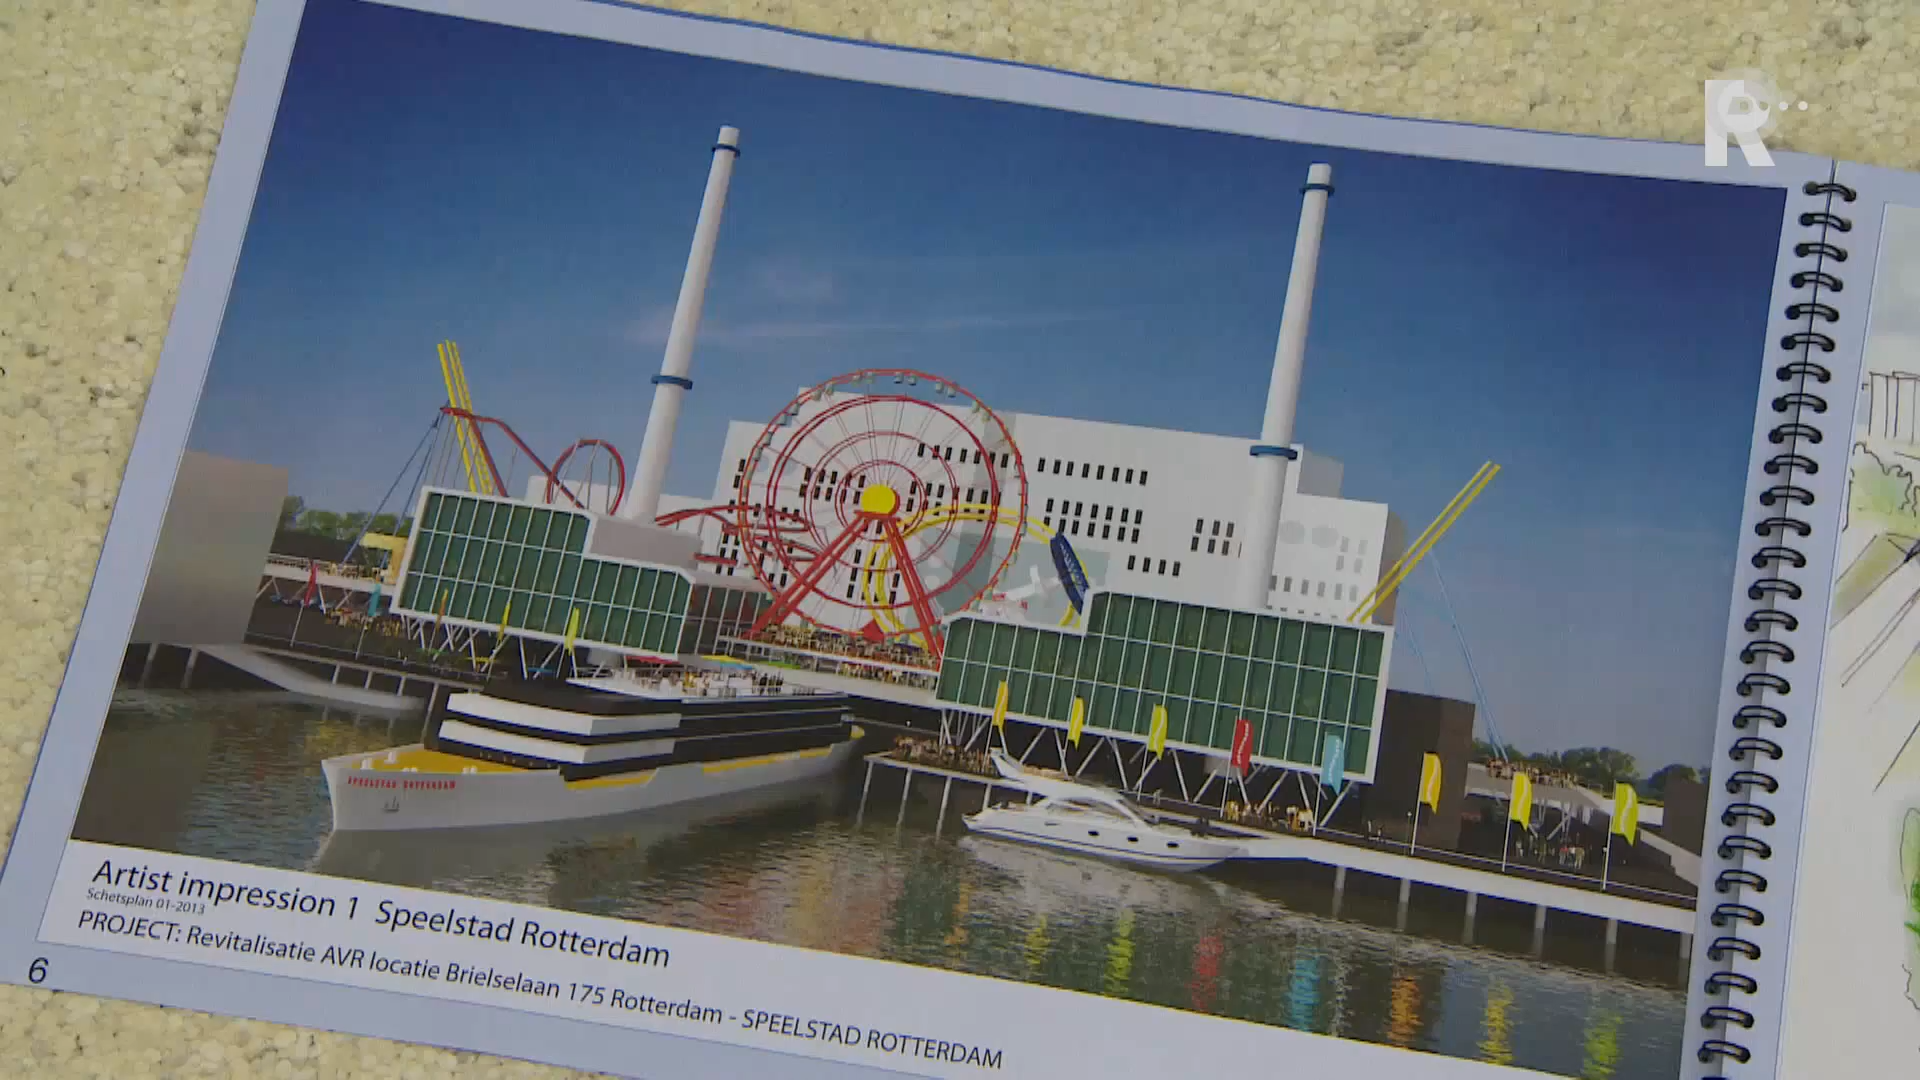 R
SPEELSTAD ROTTERDAM
Artist impression 1 Speelstad Rotterdam
Schetsplan 01-2013
PROJECT: Revitalisatie AVR locatie Brielselaan 175 Rotterdam - SPEELSTAD ROTTERDAM
6